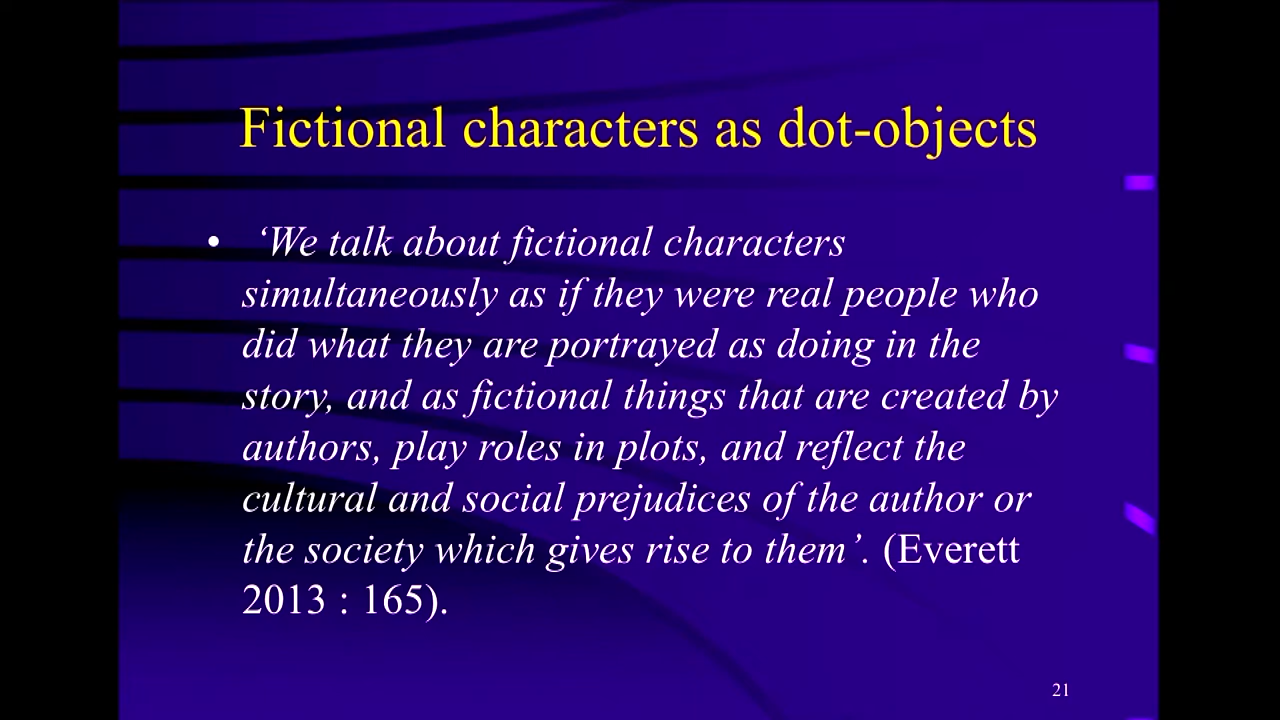 Fictional characters as dot-objects
• ‘We talk about fictional characters
simultaneously as if they were real people who
did what they are portrayed as doing in the
story, and as fictional things that are created by
authors, play roles in plots, and reflect the
cultural and social prejudices of the author or
the society which gives rise to them’. (Everett
2013 : 165).
21